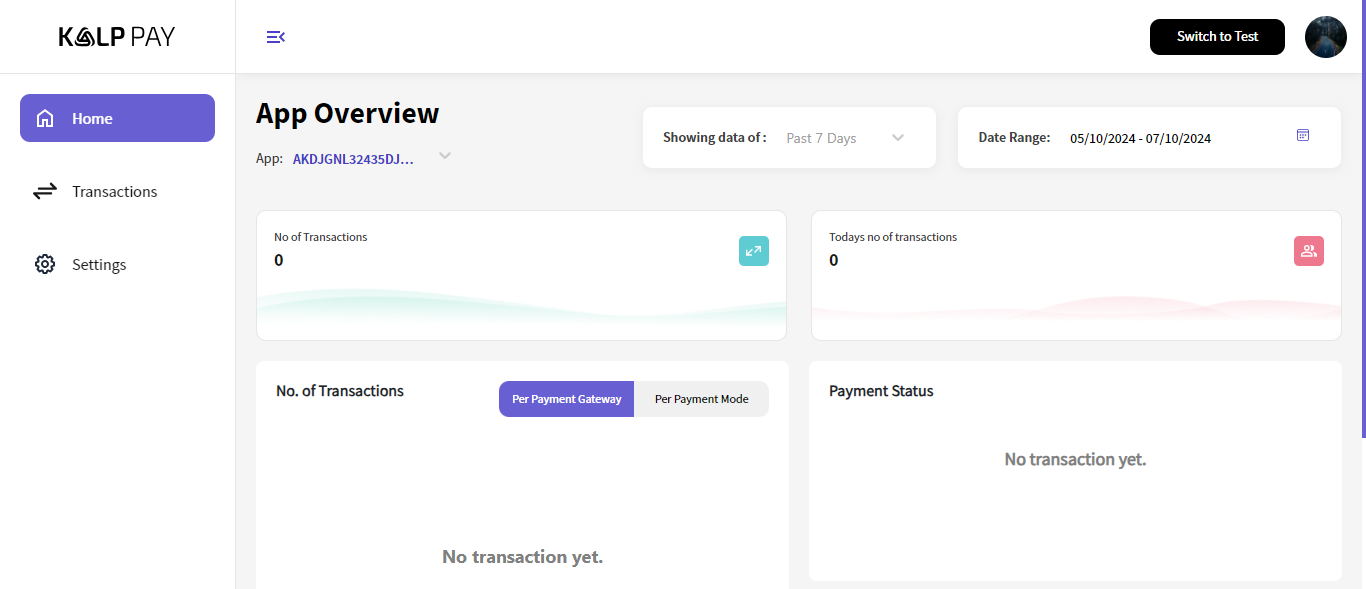 KALP PAY
Switch to Test
Home
Transactions
Settings
App Overview
App: AKDJGNL32435DJ...
Showing data of : Past 7 Days
Date Range: 05/10/2024 - 07/10/2024
No of Transactions
0
Todays no of transactions
0
No. of Transactions
Per Payment Gateway
Per Payment Mode
No transaction yet.
Payment Status
No transaction yet.